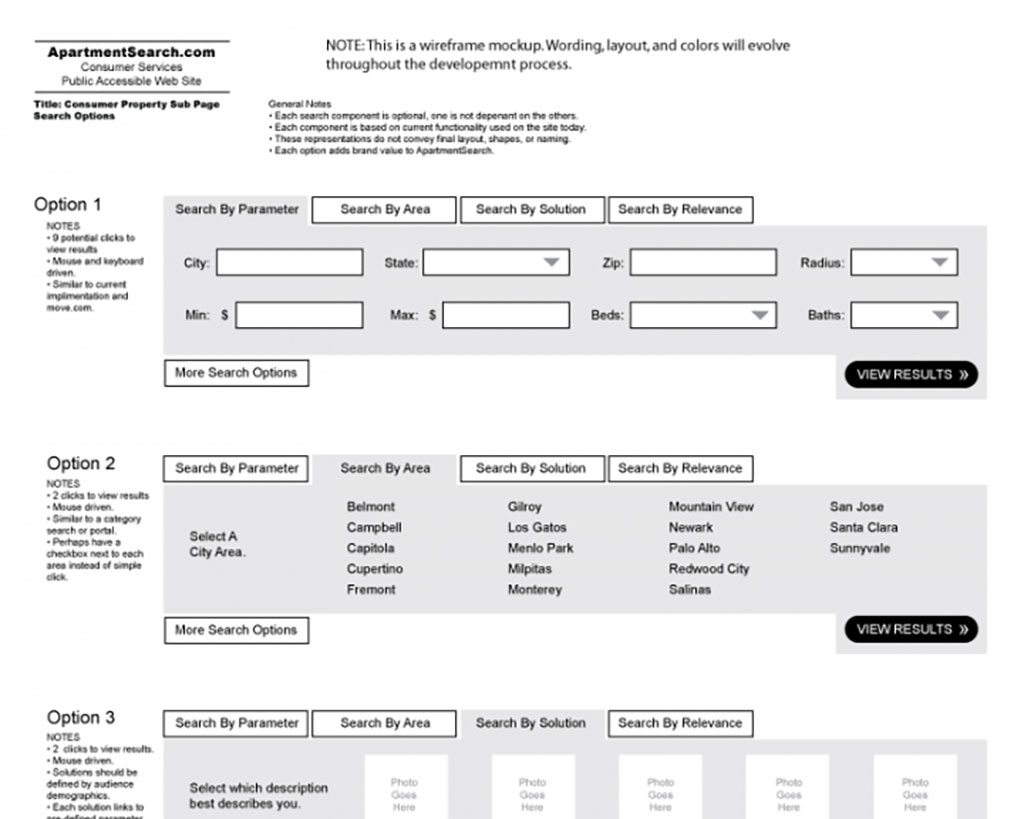 ApartmentSearch.com
Consumer Services
Public Accessible Web Site
Title: Consumer Property Sub Page
Search Options
NOTE: This is a wireframe mockup. Wording, layout, and colors will evolve
throughout the developemnt process.
General Notes
• Each search component is optional, one is not depenant on the others.
• Each component is based on current functionality used on the site today.
• These representations do not convey final layout, shapes, or naming.
• Each option adds brand value to ApartmentSearch.
Option 1
NOTES
• 9 potential clicks to
view results
• Mouse and keyboard
driven.
• Similar to current
implimentation and
move.com.
Search By Parameter Search By Area Search By Solution Search By Relevance
City: State: Zip: Radius:
Min: $ Max: $ Beds: Baths:
More Search Options VIEW RESULTS »
Option 2
NOTES
• 2 clicks to view results
• Mouse driven.
• Similar to a category
search or portal.
• Perhaps have a
checkbox next to each
area instead of simple
click.
Search By Parameter Search By Area Search By Solution Search By Relevance
Select A
City Area.
Belmont
Campbell
Capitola
Cupertino
Fremont
Gilroy
Los Gatos
Menlo Park
Milpitas
Monterey
Mountain View
Newark
Palo Alto
Redwood City
Salinas
San Jose
Santa Clara
Sunnyvale
More Search Options VIEW RESULTS »
Option 3
NOTES
• 2 clicks to view results.
• Mouse driven.
• Solutions should be
defined by audience
demographics.
• Each solution links to
pre-defined parameter
Search By Parameter Search By Area Search By Solution Search By Relevance
Select which description
best describes you.
Photo
Goes
Here
Photo
Goes
Here
Photo
Goes
Here
Photo
Goes
Here
Photo
Goes
Here